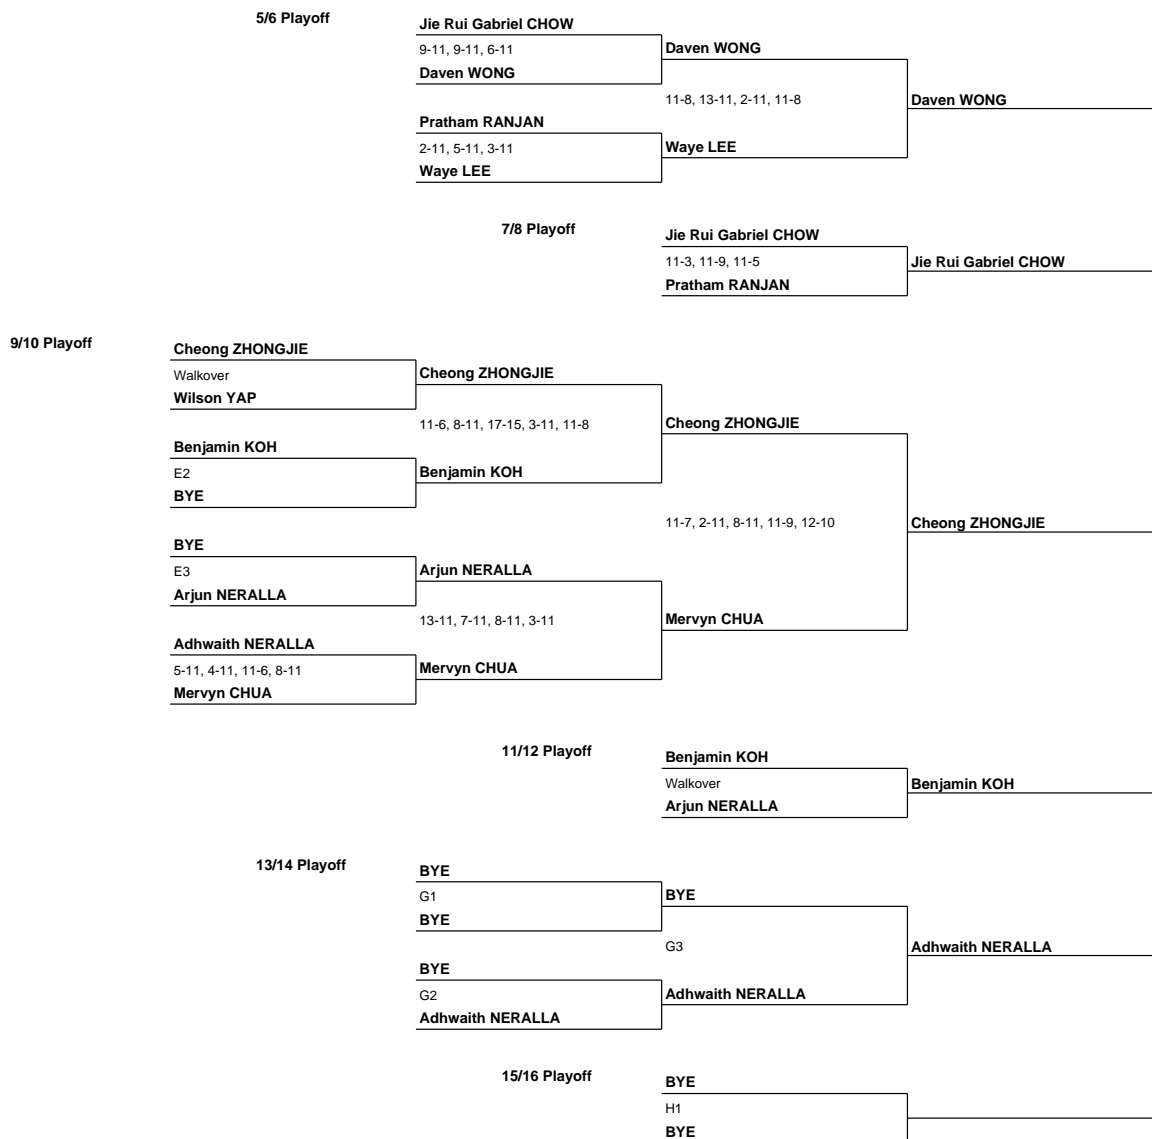 5/6 Playoff
Jie Rui Gabriel CHOW
9-11, 9-11, 6-11
Daven WONG
Daven WONG
11-8, 13-11, 2-11, 11-8
Daven WONG
Pratham RANJAN
2-11, 5-11, 3-11
Waye LEE
Waye LEE
7/8 Playoff
Jie Rui Gabriel CHOW
11-3, 11-9, 11-5
Jie Rui Gabriel CHOW
Pratham RANJAN
9/10 Playoff
Cheong ZHONGJIE
Walkover
Cheong ZHONGJIE
Wilson YAP
11-6, 8-11, 17-15, 3-11, 11-8
Cheong ZHONGJIE
Benjamin KOH
E2
Benjamin KOH
BYE
11-7, 2-11, 8-11, 11-9, 12-10
Cheong ZHONGJIE
BYE
E3
Arjun NERALLA
Arjun NERALLA
13-11, 7-11, 8-11, 3-11
Mervyn CHUA
Adhwaith NERALLA
5-11, 4-11, 11-6, 8-11
Mervyn CHUA
Mervyn CHUA
11/12 Playoff
Benjamin KOH
Walkover
Benjamin KOH
Arjun NERALLA
13/14 Playoff
BYE
G1
BYE
BYE
G3
Adhwaith NERALLA
BYE
G2
Adhwaith NERALLA
Adhwaith NERALLA
15/16 Playoff
BYE
H1
BYE